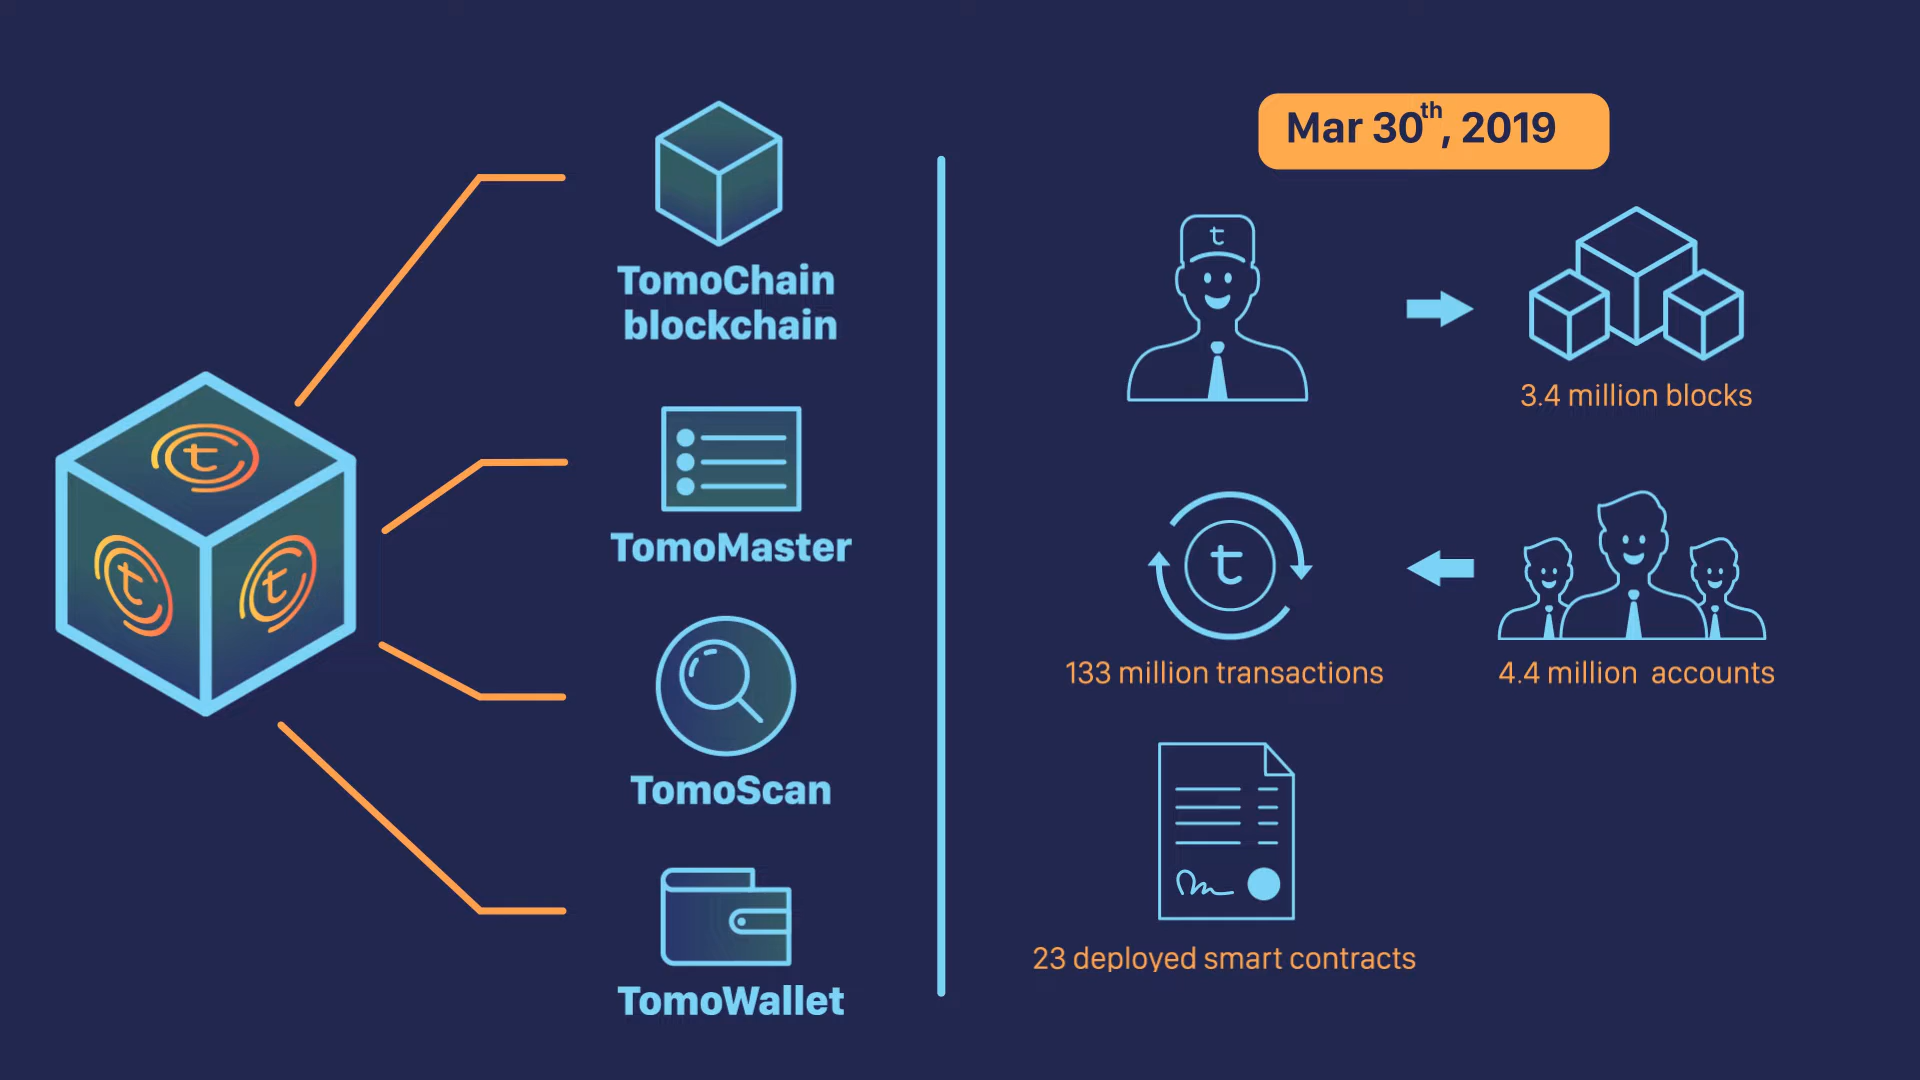 TomoChain
blockchain
TomoMaster
TomoScan
TomoWallet
Mar 30th, 2019
t
3.4 million blocks
t
133 million transactions
4.4 million accounts
23 deployed smart contracts
t
t
t